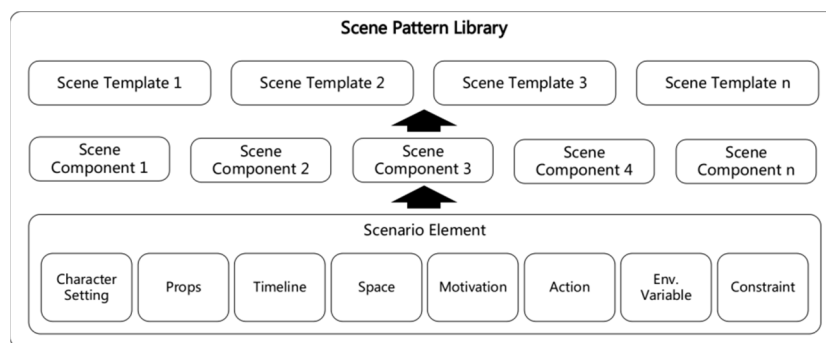 Scene Pattern Library
Scene Template 1
Scene Template 2
Scene Template 3
Scene Template n
Scene
Component 1
Scene
Component 2
Scene
Component 3
Scene
Component 4
Scene
Component n
Scenario Element
Character
Setting
Props
Timeline
Space
Motivation
Action
Env.
Variable
Constraint